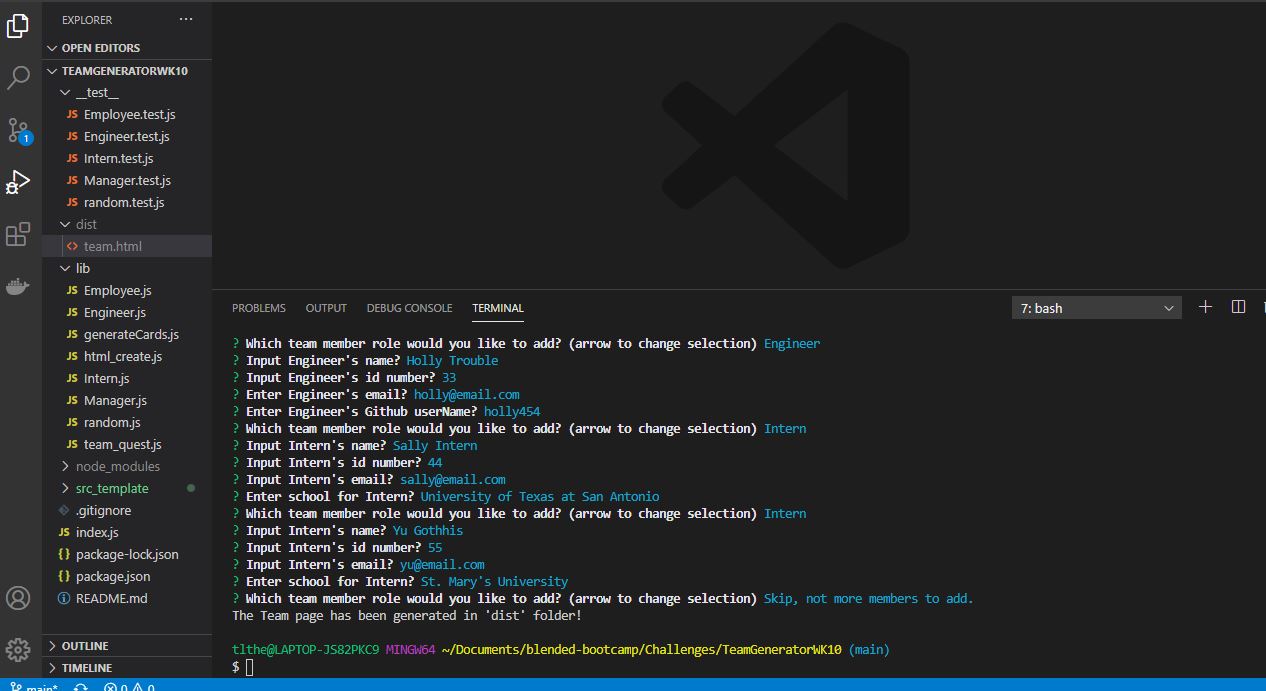 EXPLORER
OPEN EDITORS
TEAMGENERATORWK10
__test__
JS Employee.test.js
JS Engineer.test.js
JS Intern.test.js
JS Manager.test.js
JS random.test.js
dist
<> team.html
lib
JS Employee.js
JS Engineer.js
JS generateCards.js
JS html_create.js
JS Intern.js
JS Manager.js
JS random.js
JS team_quest.js
node_modules
src_template
.gitignore
JS index.js
{} package-lock.json
{} package.json
README.md
OUTLINE
TIMELINE
1
PROBLEMS OUTPUT DEBUG CONSOLE TERMINAL 7: bash
? Which team member role would you like to add? (arrow to change selection) Engineer
? Input Engineer's name? Holly Trouble
? Input Engineer's id number? 33
? Enter Engineer's email? holly@email.com
? Enter Engineer's Github userName? holly454
? Which team member role would you like to add? (arrow to change selection) Intern
? Input Intern's name? Sally Intern
? Input Intern's id number? 44
? Input Intern's email? sally@email.com
? Enter school for Intern? University of Texas at San Antonio
? Which team member role would you like to add? (arrow to change selection) Intern
? Input Intern's name? Yu Gothhis
? Input Intern's id number? 55
? Input Intern's email? yu@email.com
? Enter school for Intern? St. Mary's University
? Which team member role would you like to add? (arrow to change selection) Skip, not more members to add.
The Team page has been generated in 'dist' folder!
tlthe@LAPTOP-JS82PKC9 MINGW64 ~/Documents/blended-bootcamp/Challenges/TeamGeneratorWK10 (main)
$
main* 0 0